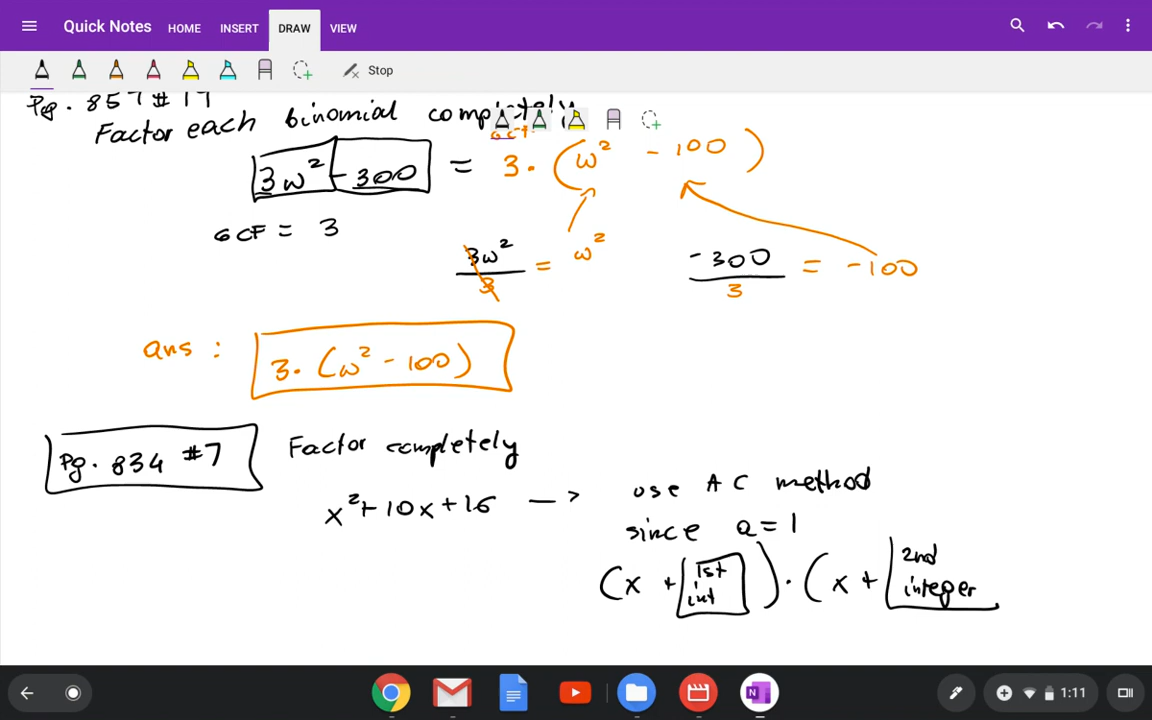 Quick Notes HOME INSERT DRAW VIEW
Stop
Pg. 857 #19
Factor each binomial completely
GCF
3w² - 300 = 3 · (w² - 100)
GCF = 3
3w²/3 = w² -300/3 = -100
ans : 3 · (w² - 100)
Pg. 834 #7 Factor completely
x² + 10x + 16 → use AC method
since a = 1
(x + 1st int) · (x + 2nd integer
1:11